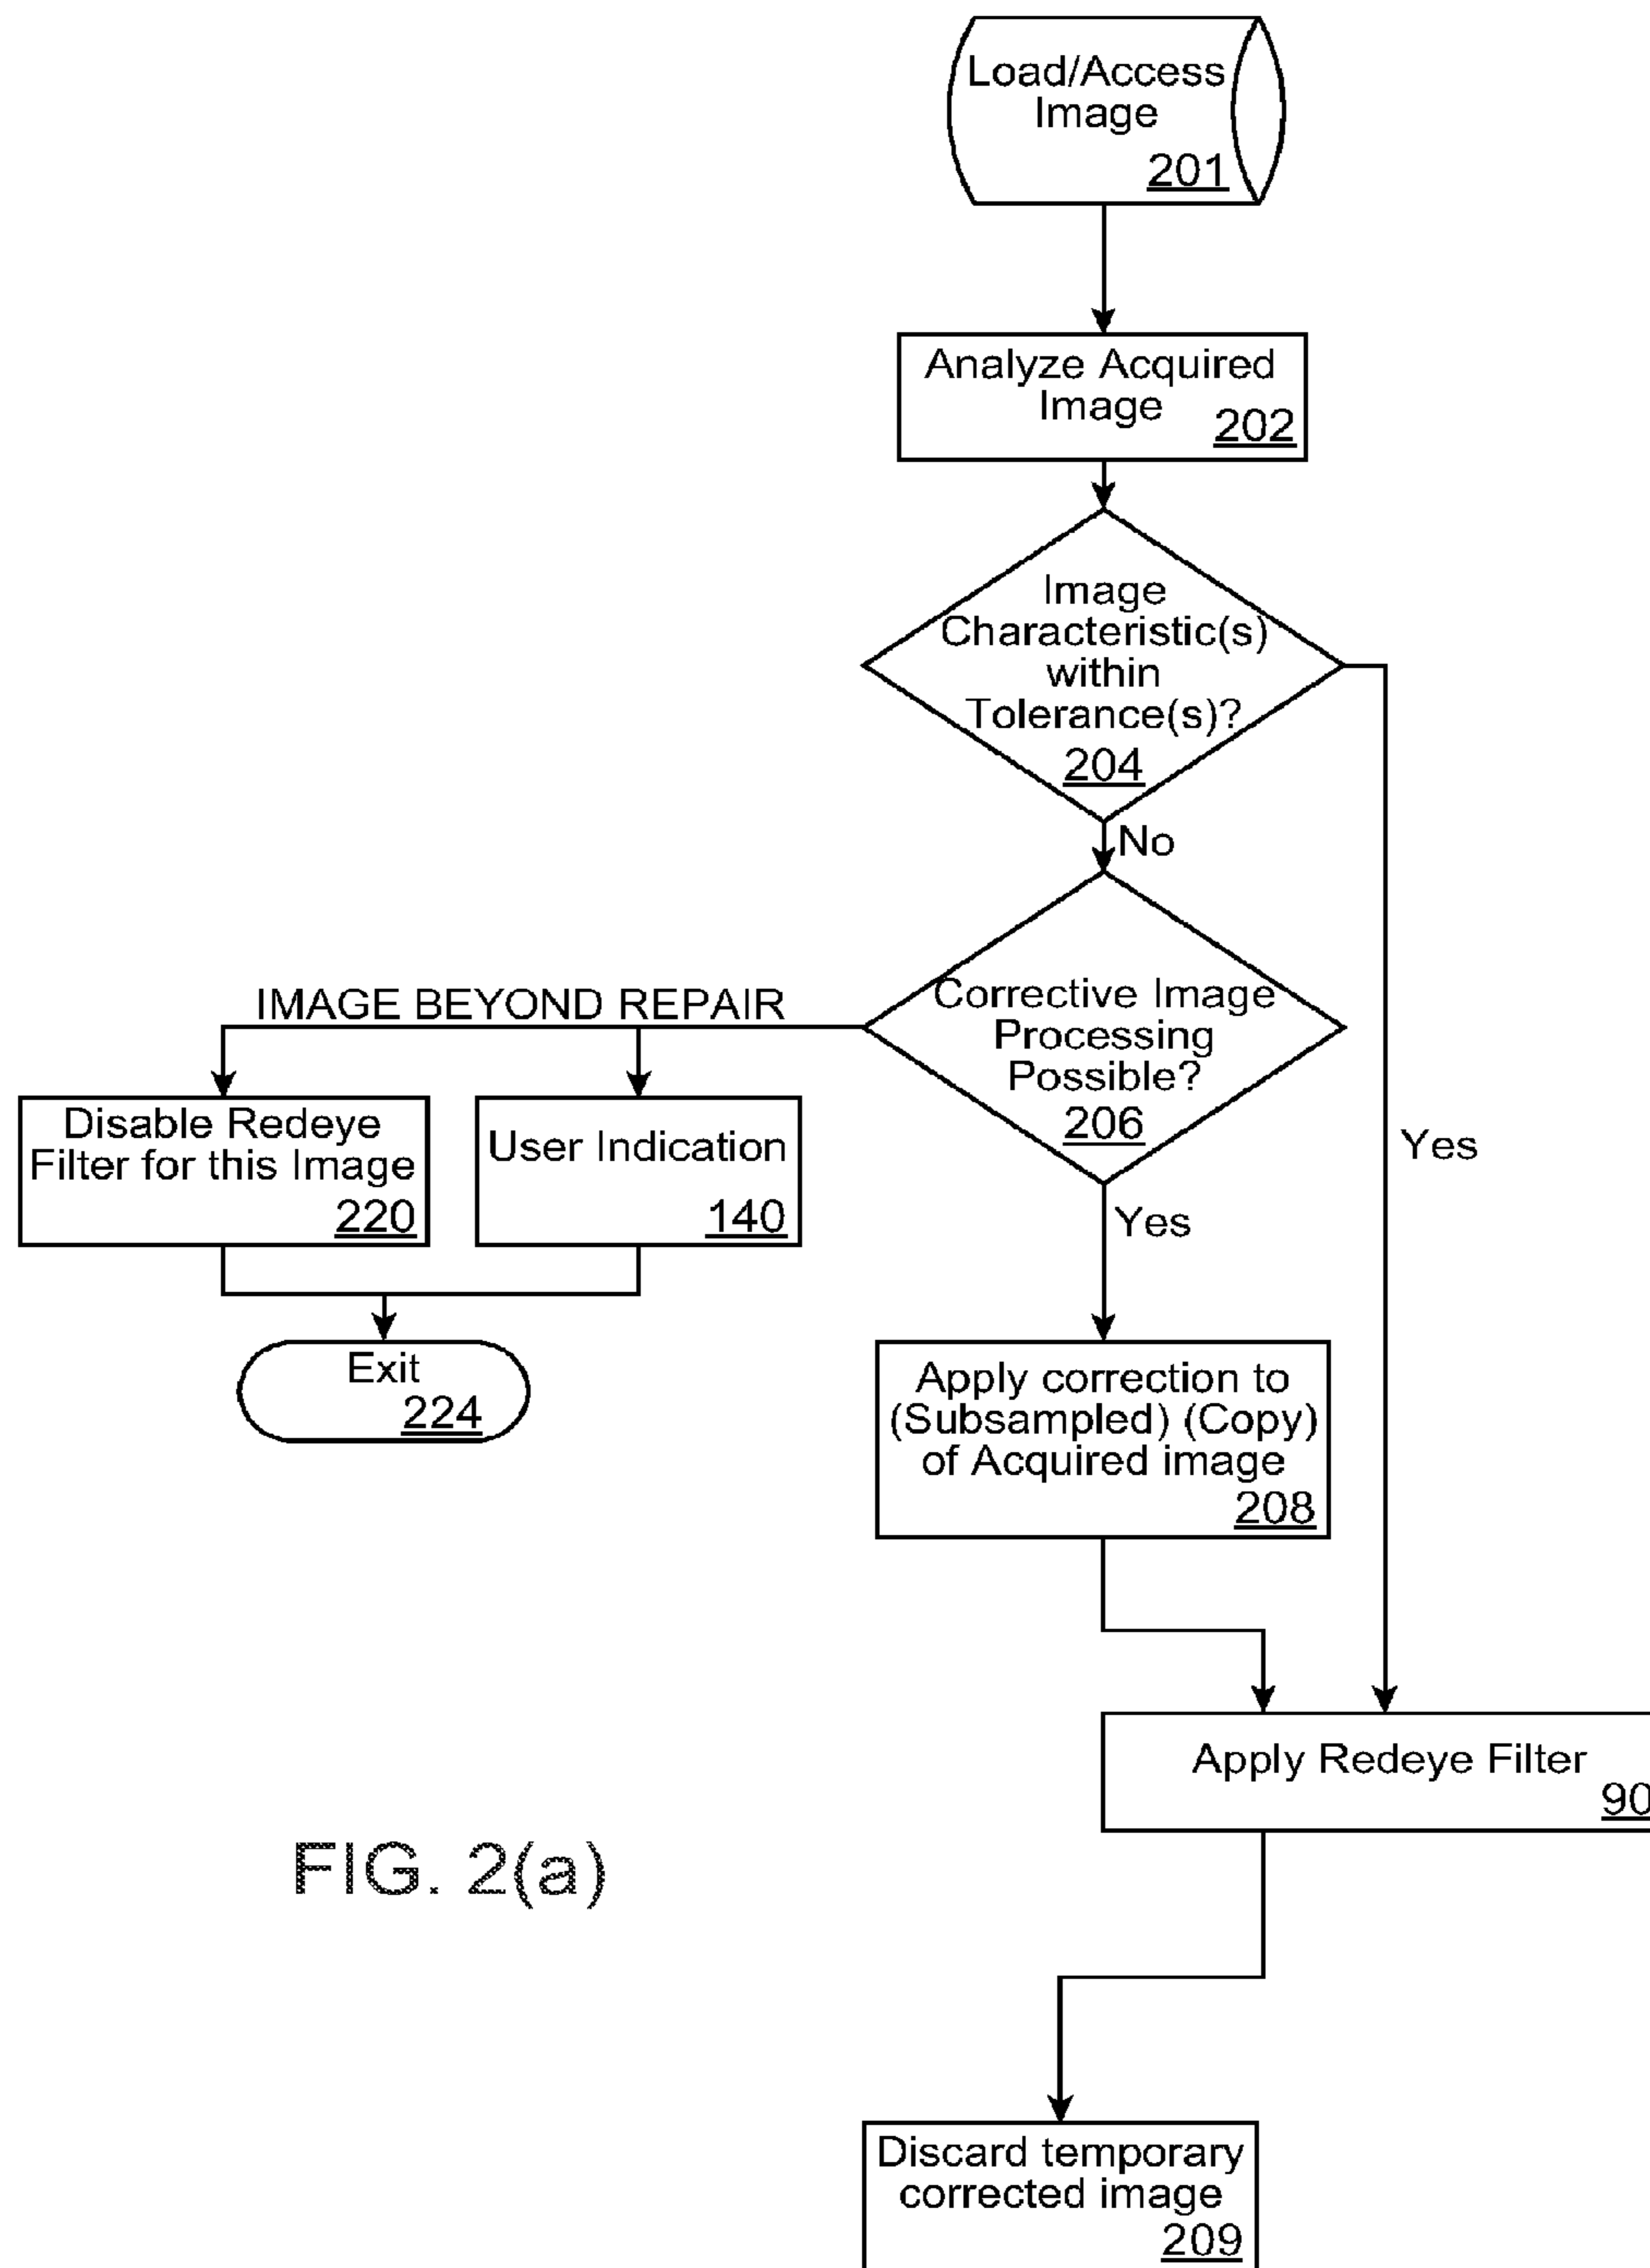 Load/Access
Image
201
Analyze Acquired
Image
202
Image
Characteristic(s)
within
Tolerance(s)?
204
No
Corrective Image
Processing
Possible?
206
IMAGE BEYOND REPAIR
Yes
Disable Redeye
Filter for this Image
220
User Indication
140
Yes
Exit
224
Apply correction to
(Subsampled) (Copy)
of Acquired image
208
Apply Redeye Filter
90
FIG. 2(a)
Discard temporary
corrected image
209